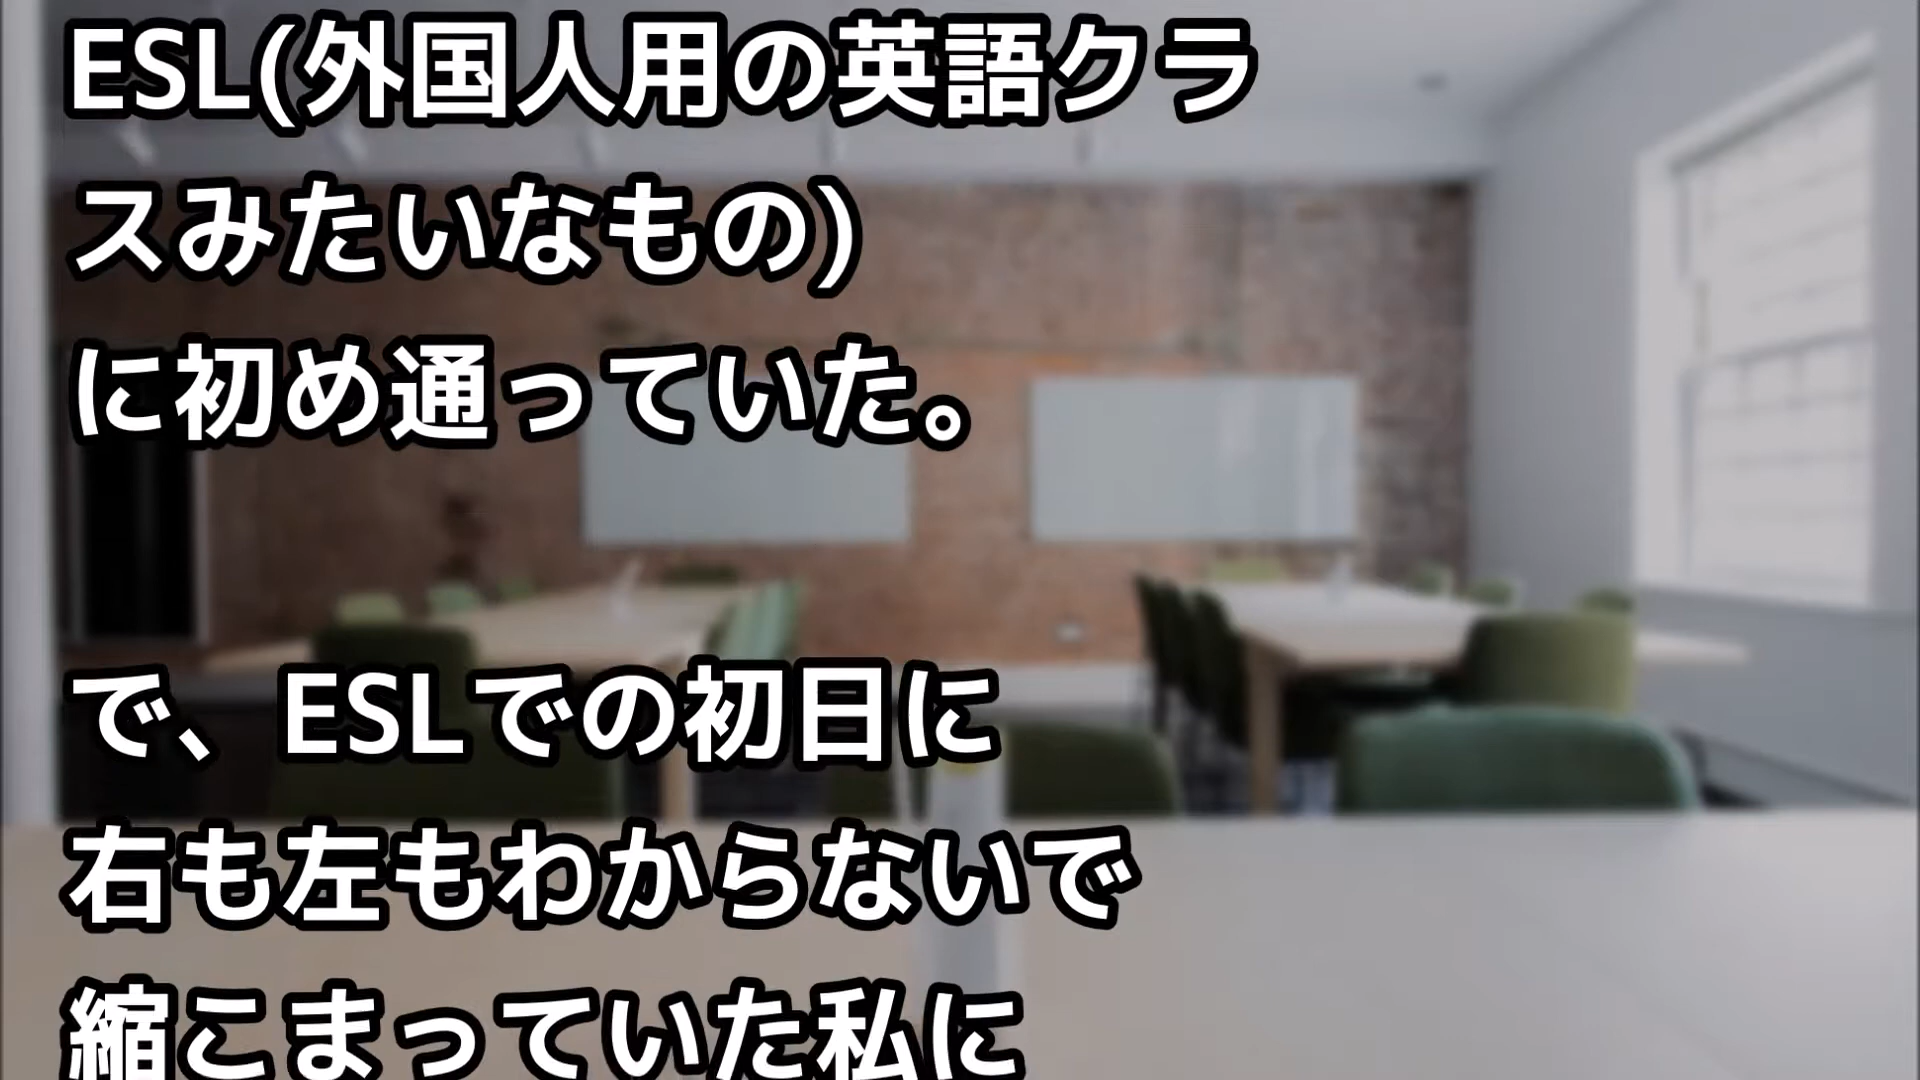 ESL(外国人用の英語クラ
スみたいなもの)
に初め通っていた。
で、ESLでの初日に
右も左もわからないで
縮こまっていた私に